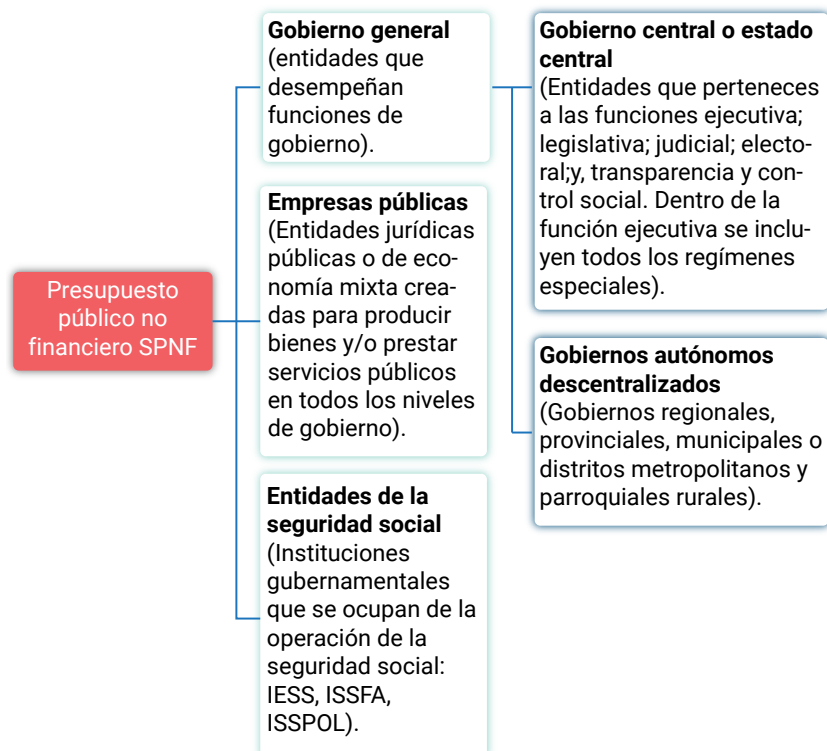 Presupuesto
público no
financiero SPNF
Gobierno general
(entidades que
desempeñan
funciones de
gobierno).
Empresas públicas
(Entidades jurídicas
públicas o de eco-
nomía mixta crea-
das para producir
bienes y/o prestar
servicios públicos
en todos los niveles
de gobierno).
Entidades de la
seguridad social
(Instituciones
gubernamentales
que se ocupan de la
operación de la
seguridad social:
IESS, ISSFA,
ISSPOL).
Gobierno central o estado
central
(Entidades que perteneces
a las funciones ejecutiva;
legislativa; judicial; electo-
ral;y, transparencia y con-
trol social. Dentro de la
función ejecutiva se inclu-
yen todos los regímenes
especiales).
Gobiernos autónomos
descentralizados
(Gobiernos regionales,
provinciales, municipales o
distritos metropolitanos y
parroquiales rurales).